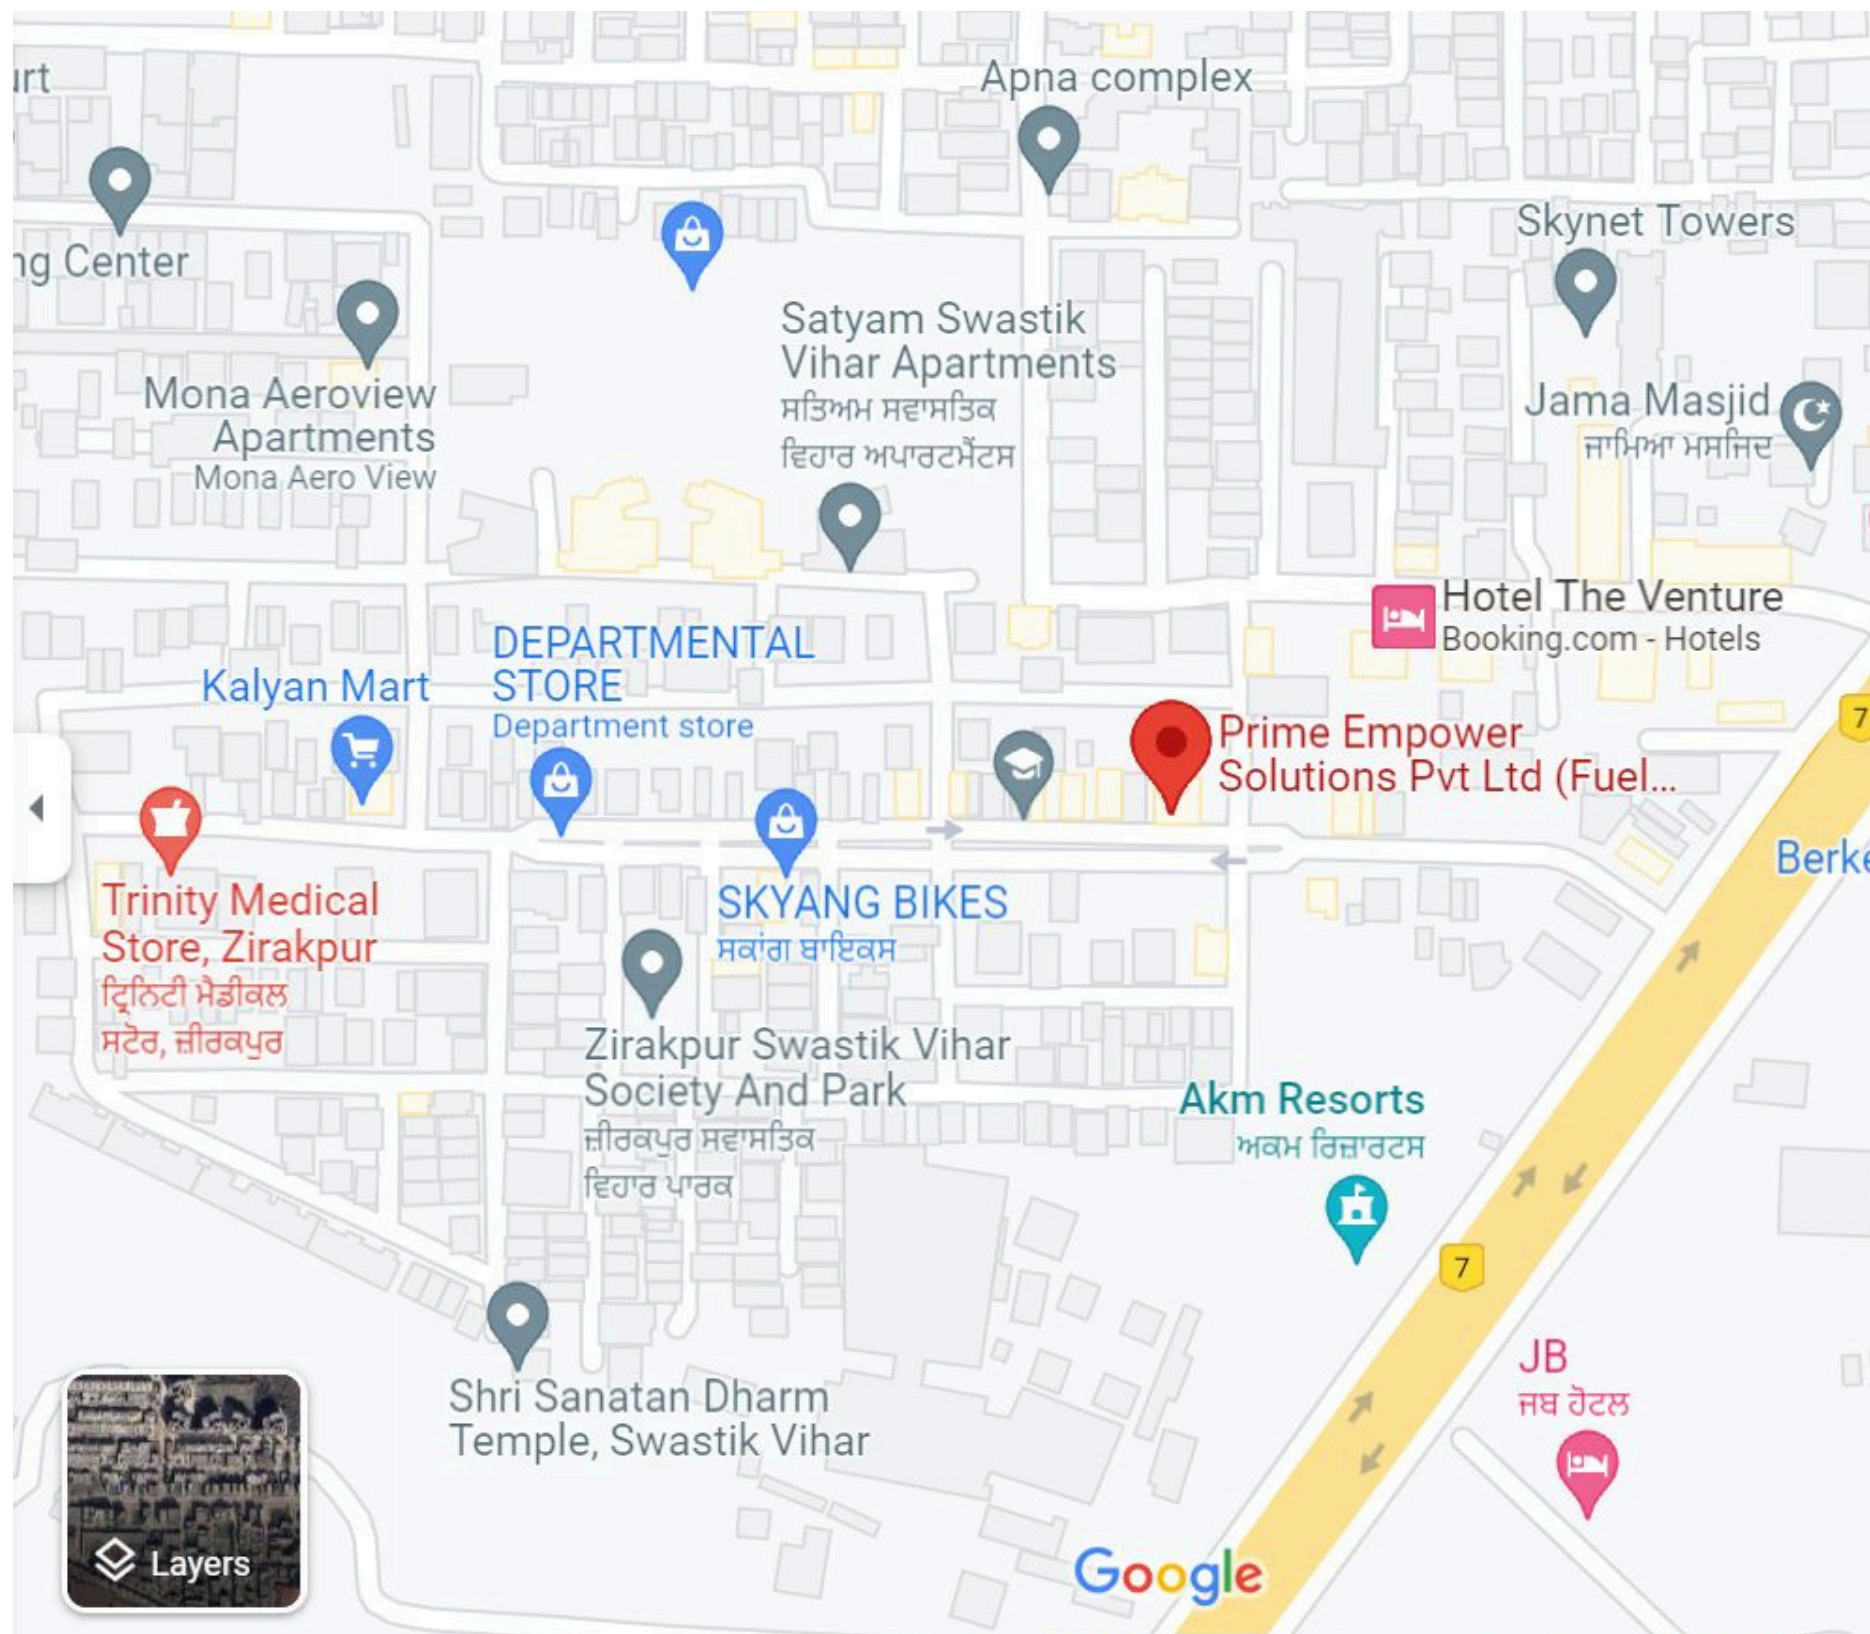 urt
Apna complex
ng Center
Skynet Towers
Satyam Swastik
Vihar Apartments
ਸਤਿਅਮ ਸਵਾਸਤਿਕ
ਵਿਹਾਰ ਅਪਾਰਟਮੈਂਟਸ
Mona Aeroview
Apartments
Mona Aero View
Jama Masjid
ਜਾਮਿਆ ਮਸਜਿਦ
Hotel The Venture
Booking.com - Hotels
DEPARTMENTAL
STORE
Department store
Kalyan Mart
7
Prime Empower
Solutions Pvt Ltd (Fuel...
Berke
Trinity Medical
Store, Zirakpur
ਟ੍ਰਿਨਿਟੀ ਮੈਡੀਕਲ
ਸਟੋਰ, ਜ਼ੀਰਕਪੁਰ
SKYANG BIKES
ਸਕਾਂਗ ਬਾਇਕਸ
Zirakpur Swastik Vihar
Society And Park
ਜ਼ੀਰਕਪੁਰ ਸਵਾਸਤਿਕ
ਵਿਹਾਰ ਪਾਰਕ
Akm Resorts
ਅਕਮ ਰਿਜ਼ਾਰਟਸ
7
JB
ਜਬ ਹੋਟਲ
Shri Sanatan Dharm
Temple, Swastik Vihar
Layers
Google